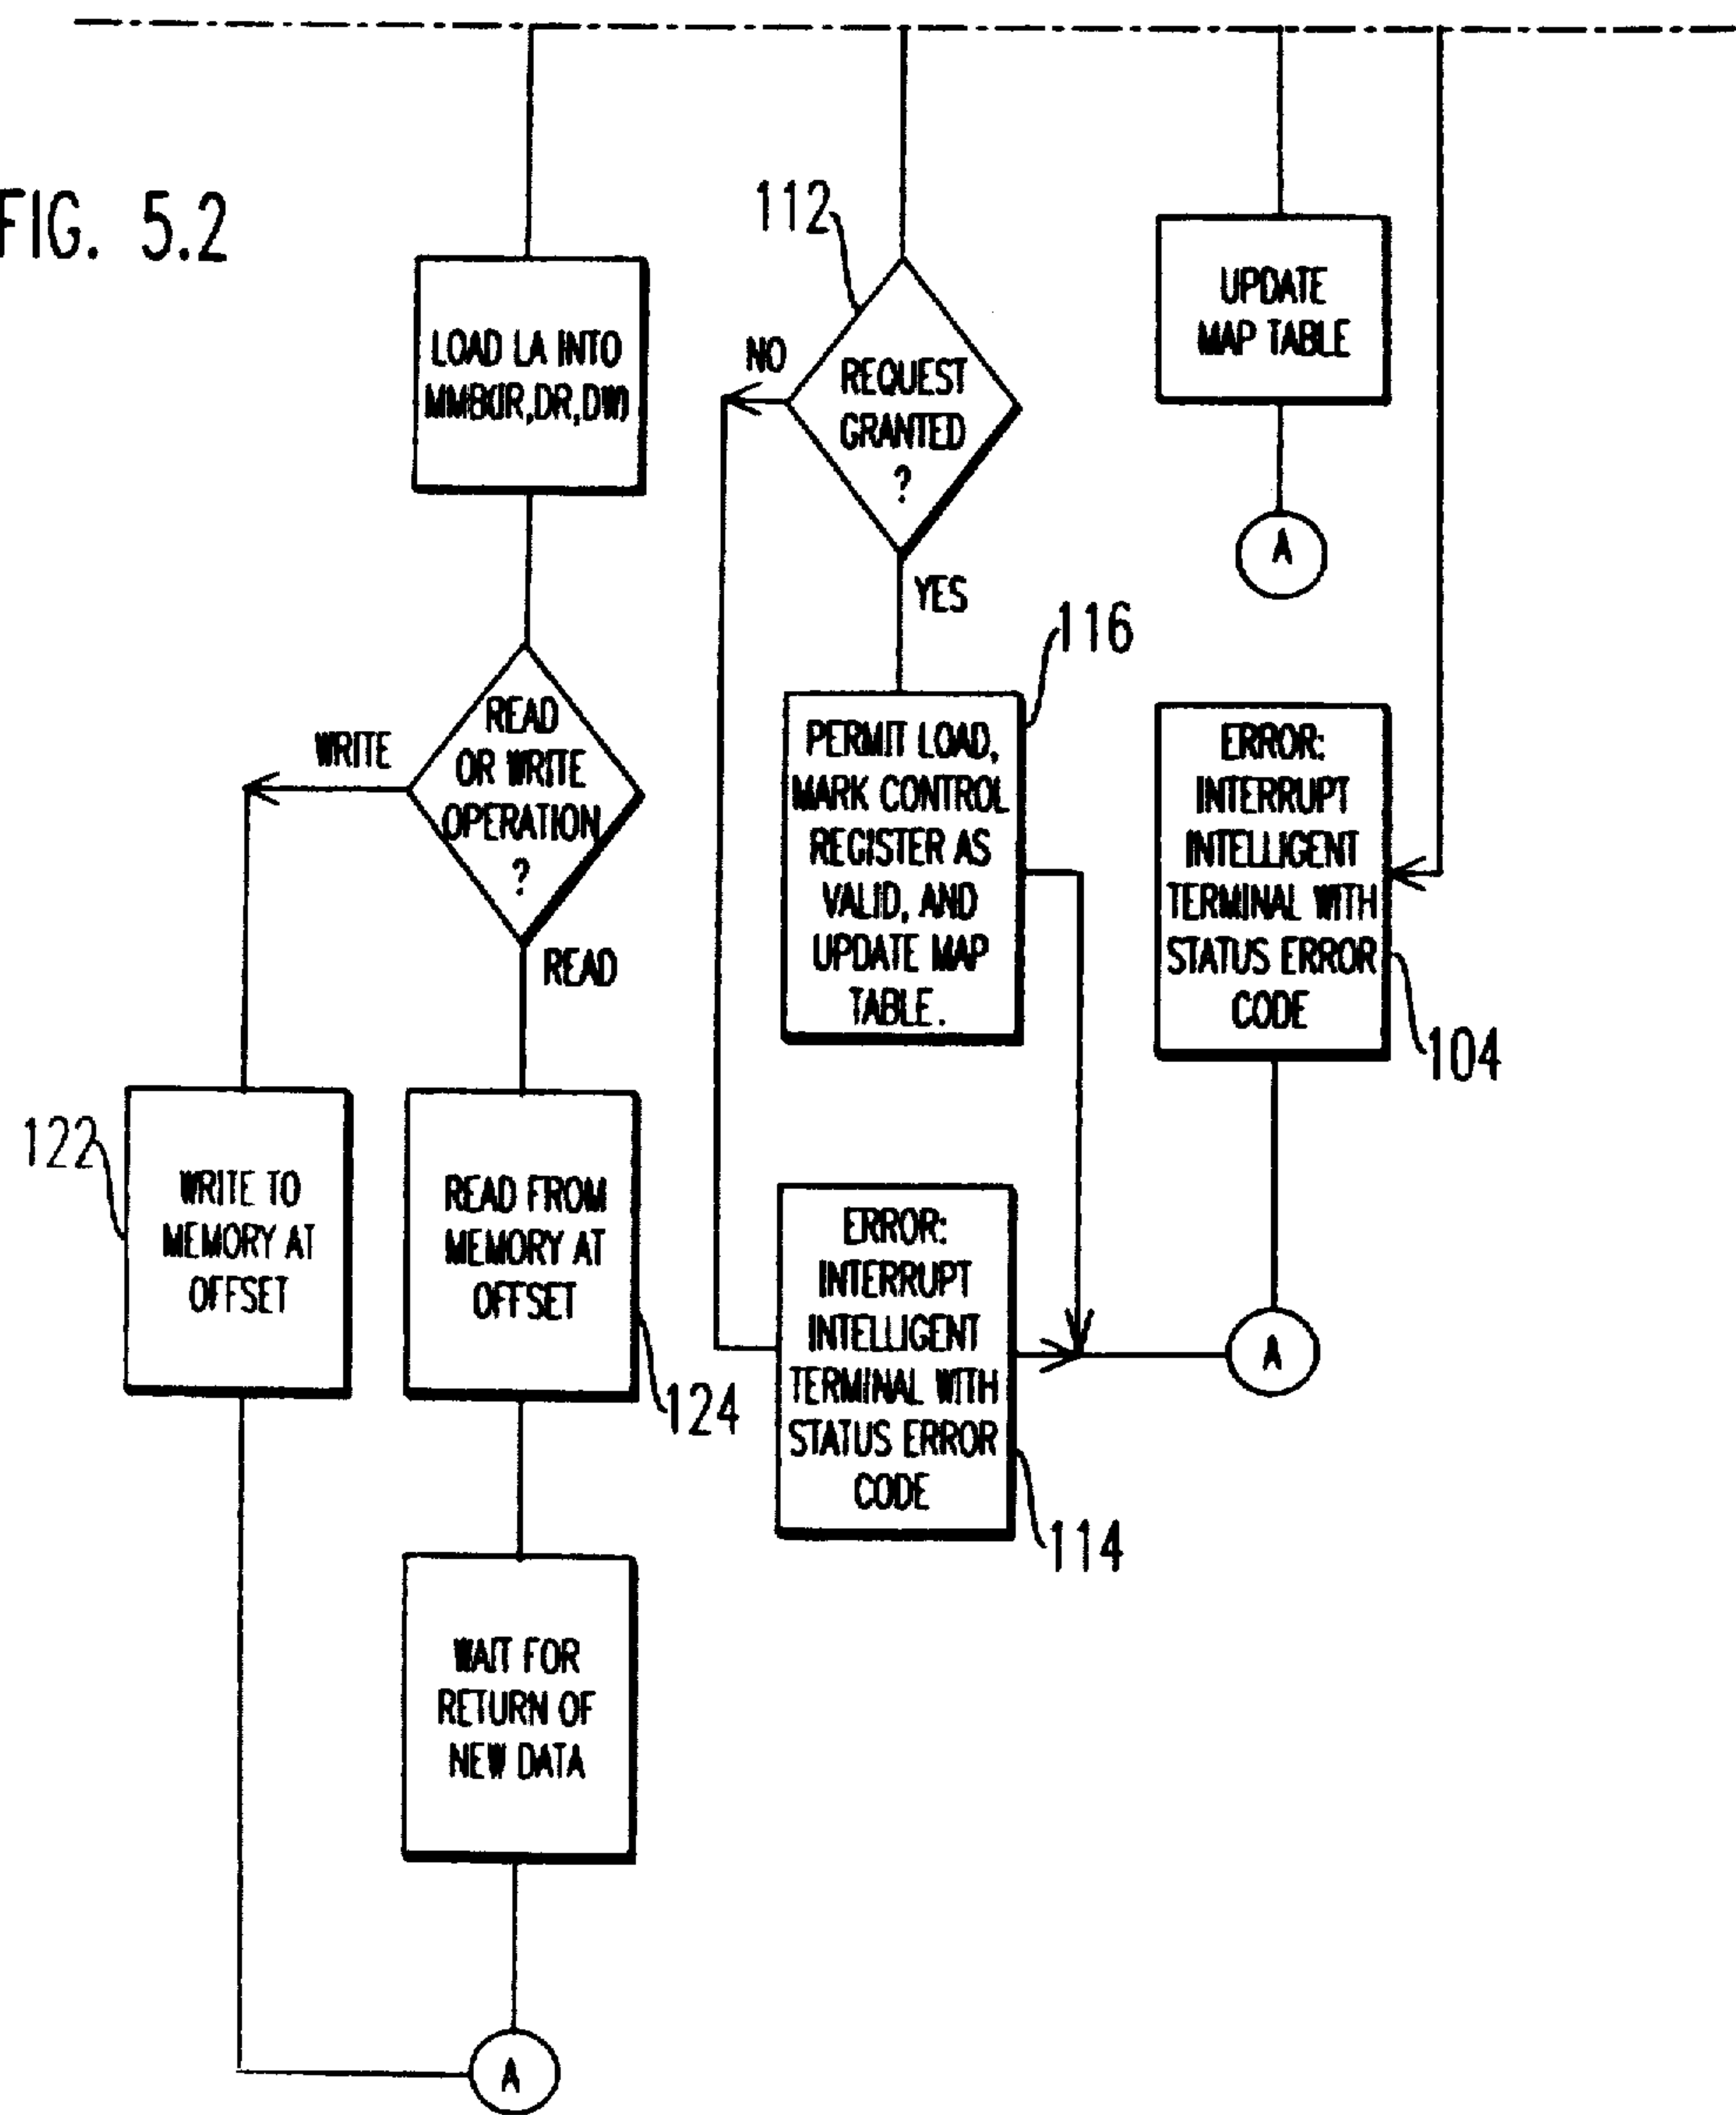 FIG. 5.2
LOAD LA INTO
MMB(IR,DR,DW)
WRITE
READ
OR WRITE
OPERATION
?
READ
122
WRITE TO
MEMORY AT
OFFSET
READ FROM
MEMORY AT
OFFSET
124
WAIT FOR
RETURN OF
NEW DATA
A
112
NO
REQUEST
GRANTED
?
YES
116
PERMIT LOAD,
MARK CONTROL
REGISTER AS
VALID, AND
UPDATE MAP
TABLE.
ERROR:
INTERRUPT
INTELLIGENT
TERMINAL WITH
STATUS ERROR
CODE
114
UPDATE
MAP TABLE
A
ERROR:
INTERRUPT
INTELLIGENT
TERMINAL WITH
STATUS ERROR
CODE
104
A